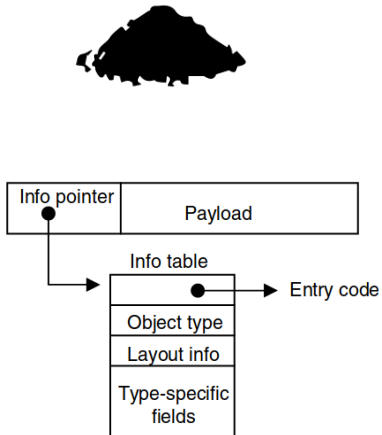 Info pointer
Payload
Info table
Entry code
Object type
Layout info
Type-specific
fields